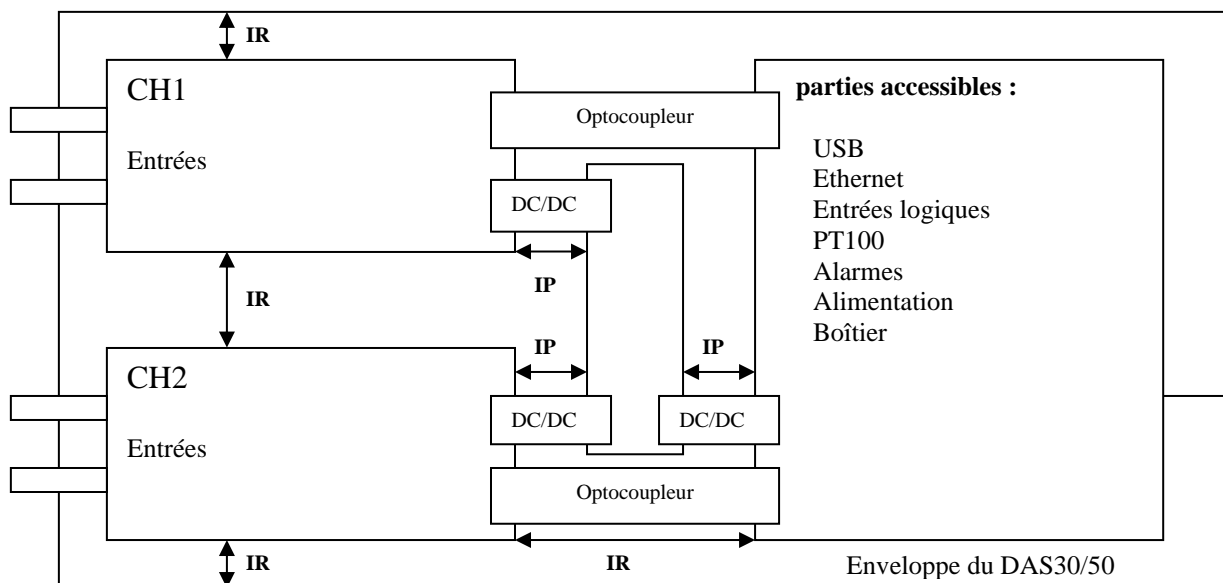 IR
CH1
Entrées
Optocoupleur
parties accessibles :
USB
Ethernet
Entrées logiques
PT100
Alarmes
Alimentation
Boîtier
DC/DC
IP
IR
IP
IP
CH2
Entrées
DC/DC
DC/DC
Optocoupleur
IR
IR
Enveloppe du DAS30/50